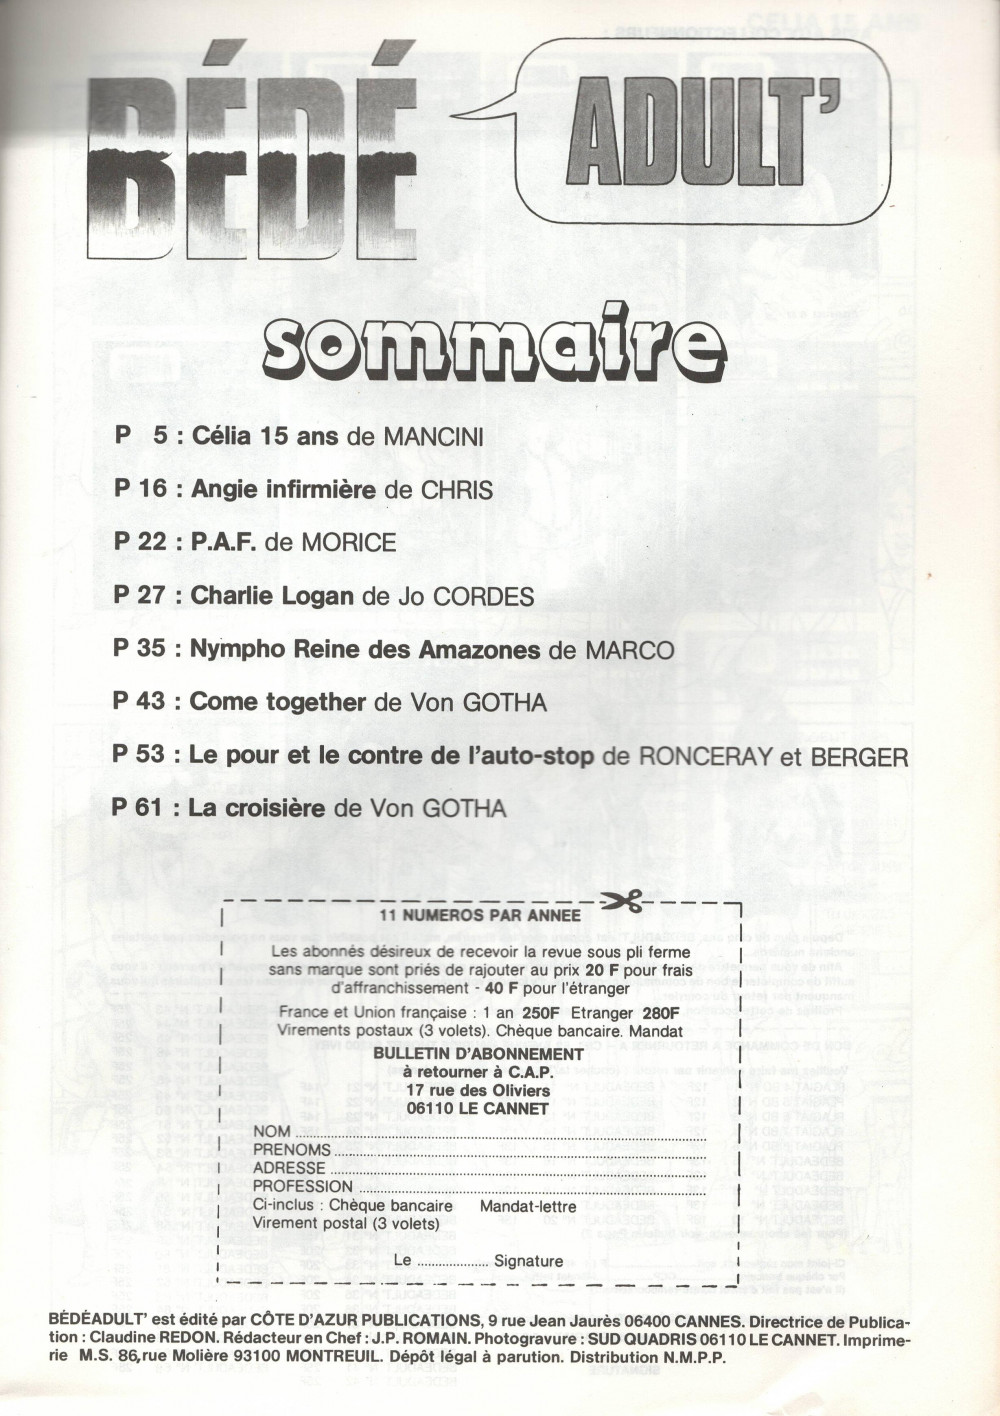 BÉDÉ ADULT'
sommaire
P 5 : Célia 15 ans de MANCINI
P 16 : Angie infirmière de CHRIS
P 22 : P.A.F. de MORICE
P 27 : Charlie Logan de Jo CORDES
P 35 : Nympho Reine des Amazones de MARCO
P 43 : Come together de Von GOTHA
P 53 : Le pour et le contre de l'auto-stop de RONCERAY et BERGER
P 61 : La croisière de Von GOTHA
11 NUMEROS PAR ANNEE
Les abonnés désireux de recevoir la revue sous pli ferme
sans marque sont priés de rajouter au prix 20 F pour frais
d'affranchissement - 40 F pour l'étranger
France et Union française : 1 an 250F Etranger 280F
Virements postaux (3 volets). Chèque bancaire. Mandat
BULLETIN D'ABONNEMENT
à retourner à C.A.P.
17 rue des Oliviers
06110 LE CANNET
NOM
PRENOMS
ADRESSE
PROFESSION
Ci-inclus : Chèque bancaire Mandat-lettre
Virement postal (3 volets)
Le .................... Signature
BÉDÉADULT' est édité par CÔTE D'AZUR PUBLICATIONS, 9 rue Jean Jaurès 06400 CANNES. Directrice de Publica-
tion : Claudine REDON. Rédacteur en Chef : J.P. ROMAIN. Photogravure : SUD QUADRIS 06110 LE CANNET. Imprime-
rie M.S. 86, rue Molière 93100 MONTREUIL. Dépôt légal à parution. Distribution N.M.P.P.